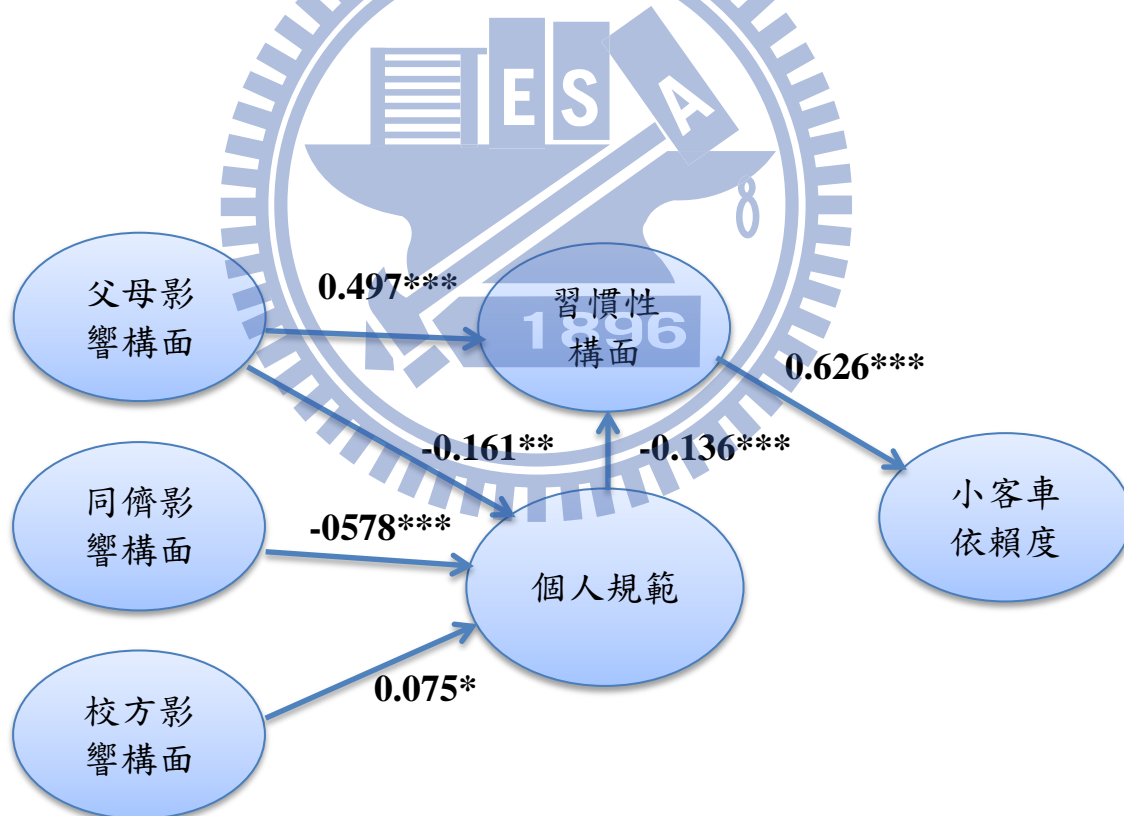 E S A
8
父母影
響構面
0.497***
習慣性
構面
1896
0.626***
-0.161**
-0.136***
同儕影
響構面
-0578***
小客車
依賴度
個人規範
校方影
響構面
0.075*